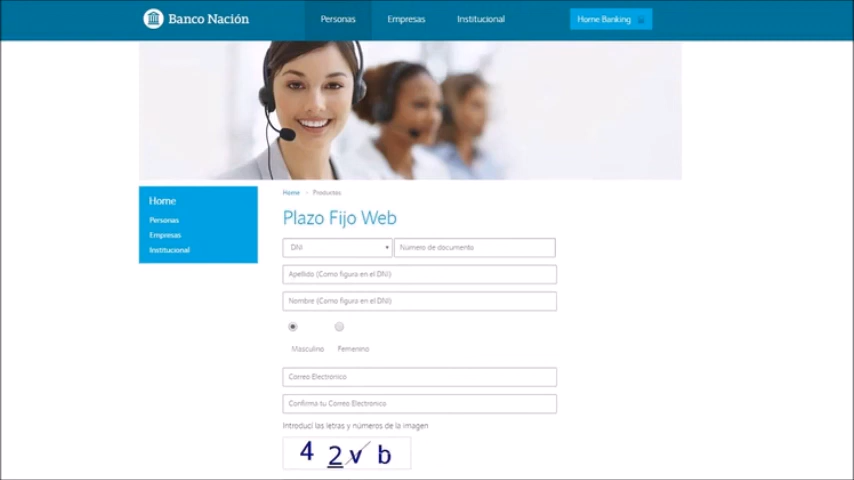 Banco Nación
Personas
Empresas
Institucional
Home Banking
Home
Personas
Empresas
Institucional
Home - Productos
Plazo Fijo Web
DNI
Número de documento
Apellido (Como figura en el DNI)
Nombre (Como figura en el DNI)
Masculino
Femenino
Correo Electronico
Confirma tu Correo Electronico
Introducí las letras y números de la imagen
4 2 v b